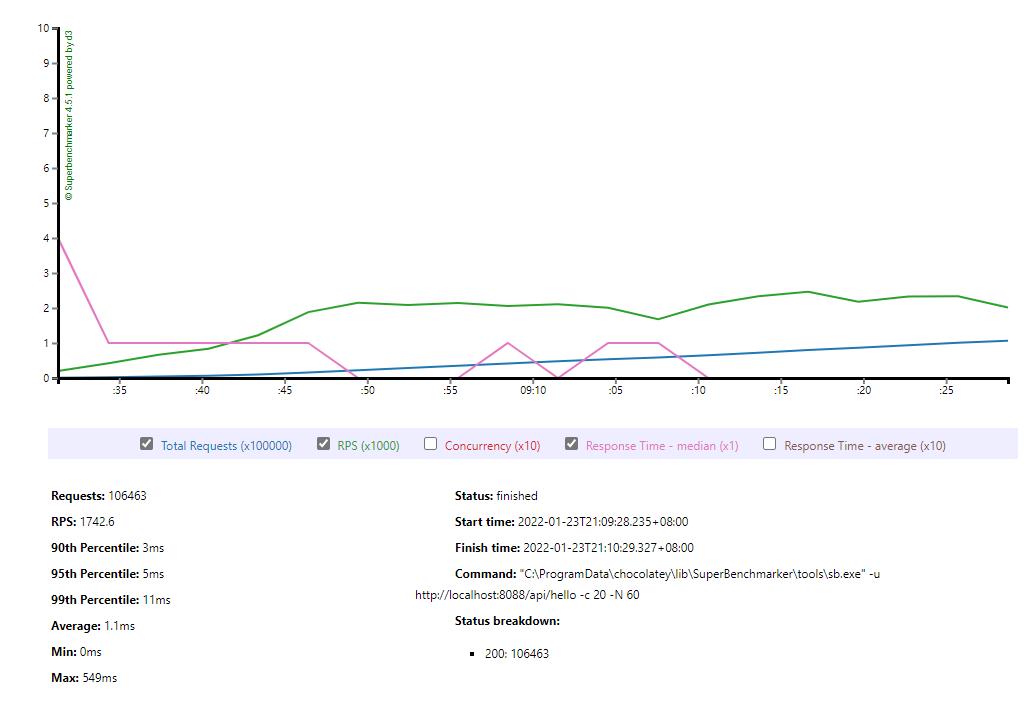 10
9
8
7
6
5
4
3
2
1
0
© Superbenchmarker 4.5.1 powered by d3
:35 :40 :45 :50 :55 09:10 :05 :10 :15 :20 :25
Total Requests (x100000) RPS (x1000) Concurrency (x10) Response Time - median (x1) Response Time - average (x10)
Requests: 106463
RPS: 1742.6
90th Percentile: 3ms
95th Percentile: 5ms
99th Percentile: 11ms
Average: 1.1ms
Min: 0ms
Max: 549ms
Status: finished
Start time: 2022-01-23T21:09:28.235+08:00
Finish time: 2022-01-23T21:10:29.327+08:00
Command: "C:\ProgramData\chocolatey\lib\SuperBenchmarker\tools\sb.exe" -u
http://localhost:8088/api/hello -c 20 -N 60
Status breakdown:
200: 106463